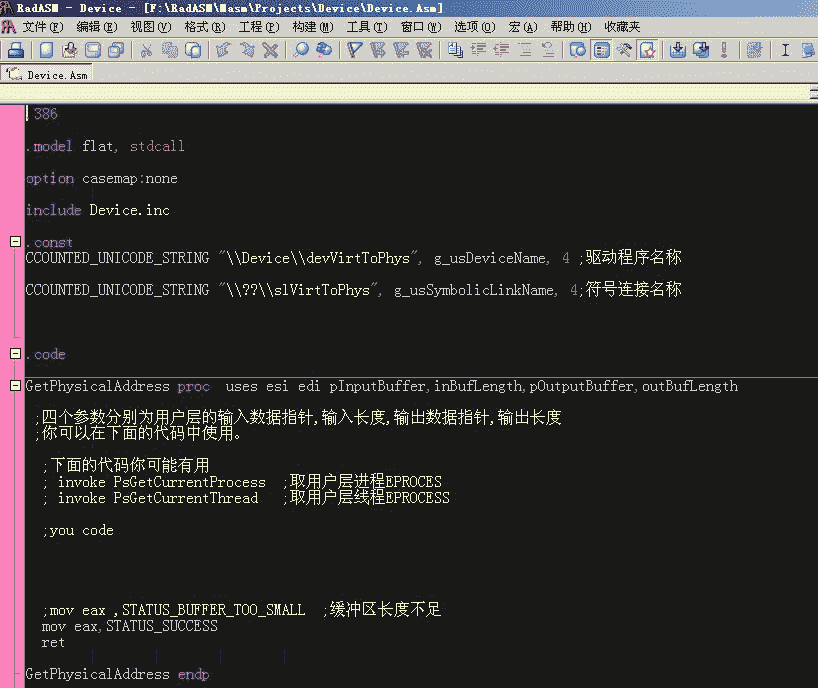 RadASM - Device - [F:\RadASM\Masm\Projects\Device\Device.Asm]
文件(F) 编辑(E) 视图(V) 格式(R) 工程(P) 构建(M) 工具(T) 窗口(W) 选项(O) 宏(A) 帮助(H) 收藏夹
Device.Asm
.386
.model flat, stdcall
option casemap:none
include Device.inc
.const
CCOUNTED_UNICODE_STRING "\\Device\\devVirtToPhys", g_usDeviceName, 4 ;驱动程序名称
CCOUNTED_UNICODE_STRING "\\??\\slVirtToPhys", g_usSymbolicLinkName, 4;符号连接名称
.code
GetPhysicalAddress proc  uses esi edi pInputBuffer,inBufLength,pOutputBuffer,outBufLength
;四个参数分别为用户层的输入数据指针,输入长度,输出数据指针,输出长度
;你可以在下面的代码中使用。
;下面的代码你可能有用
; invoke PsGetCurrentProcess  ;取用户层进程EPROCES
; invoke PsGetCurrentThread   ;取用户层线程EPROCESS
;you code
;mov eax ,STATUS_BUFFER_TOO_SMALL  ;缓冲区长度不足
mov eax,STATUS_SUCCESS
ret
GetPhysicalAddress endp